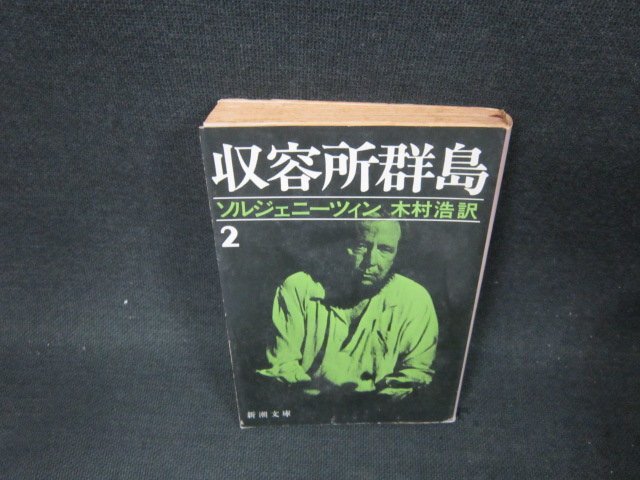 収容所群島
ソルジェニーツィン 木村浩訳
2
新潮文庫